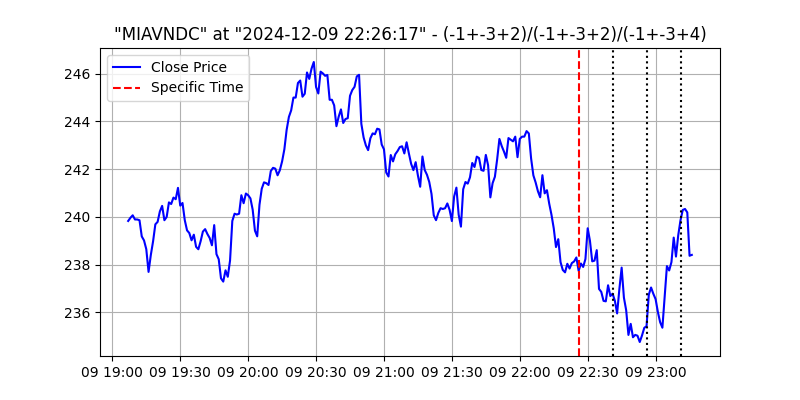 "MIAVNDC" at "2024-12-09 22:26:17" - (-1+-3+2)/(-1+-3+2)/(-1+-3+4)
Close Price
Specific Time
246
244
242
240
238
236
09 19:00 09 19:30 09 20:00 09 20:30 09 21:00 09 21:30 09 22:00 09 22:30 09 23:00